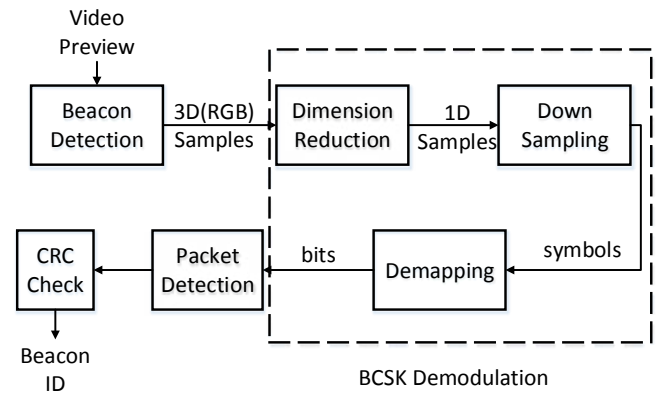 Video
Preview
Beacon
Detection
3D(RGB)
Samples
Dimension
Reduction
1D
Samples
Down
Sampling
symbols
Demapping
bits
Packet
Detection
CRC
Check
Beacon
ID
BCSK Demodulation